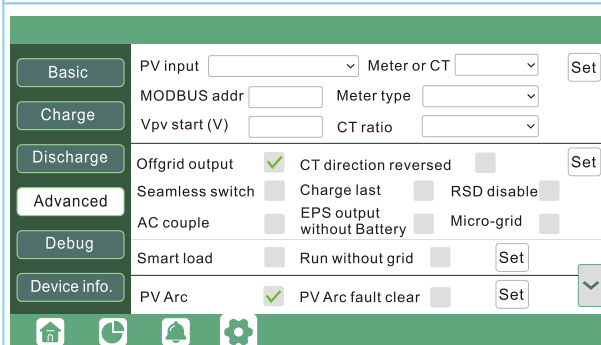 Basic
Charge
Discharge
Advanced
Debug
Device info.
PV input Meter or CT Set
MODBUS addr Meter type
Vpv start (V) CT ratio
Offgrid output CT direction reversed Set
Seamless switch Charge last RSD disable
AC couple EPS output without Battery Micro-grid
Smart load Run without grid Set
PV Arc PV Arc fault clear Set